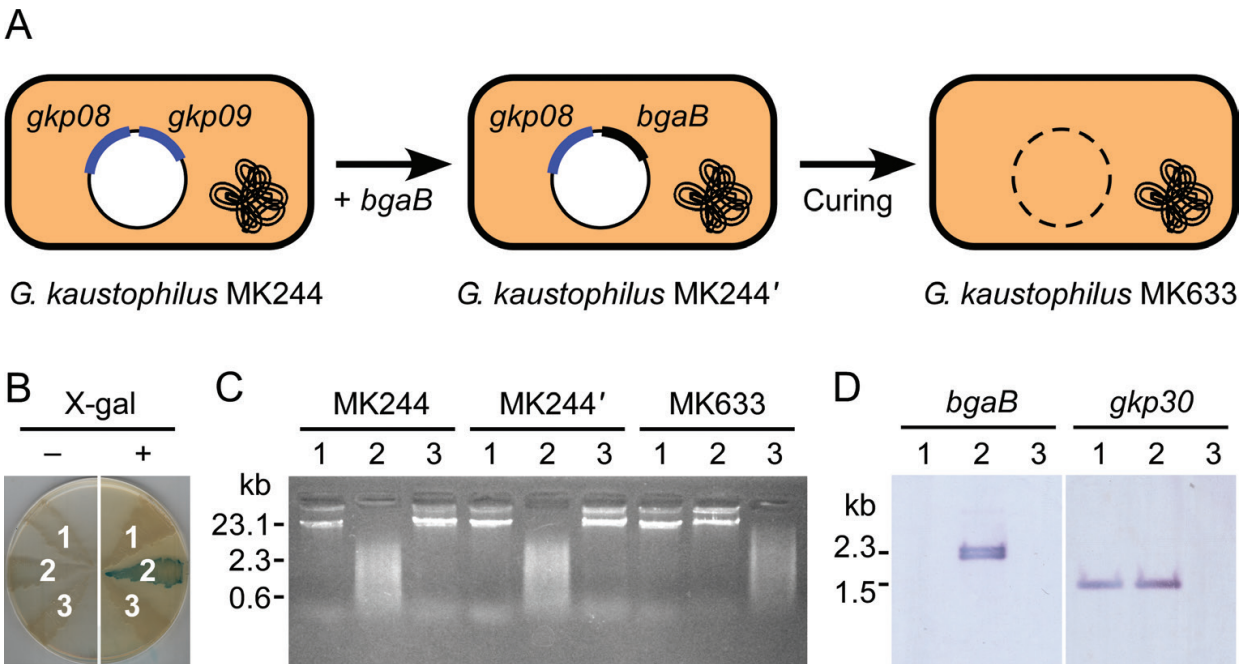 A
gkp08 gkp09
gkp08 bgaB
+ bgaB
Curing
G. kaustophilus MK244
G. kaustophilus MK244′
G. kaustophilus MK633
B
X-gal
– +
1 1
2 2
3 3
C
MK244 MK244′ MK633
1 2 3 1 2 3 1 2 3
kb
23.1
2.3
0.6
D
bgaB gkp30
1 2 3 1 2 3
kb
2.3
1.5